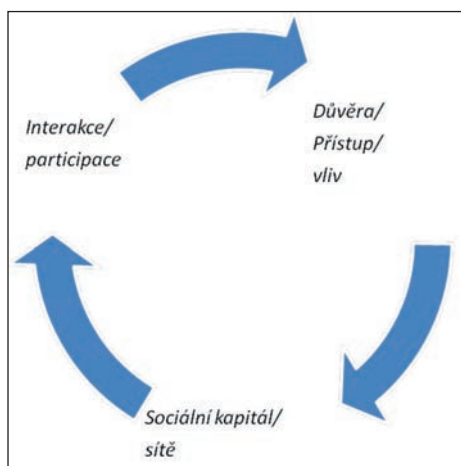 Interakce/
participace
Důvěra/
Přístup/
vliv
Sociální kapitál/
sítě